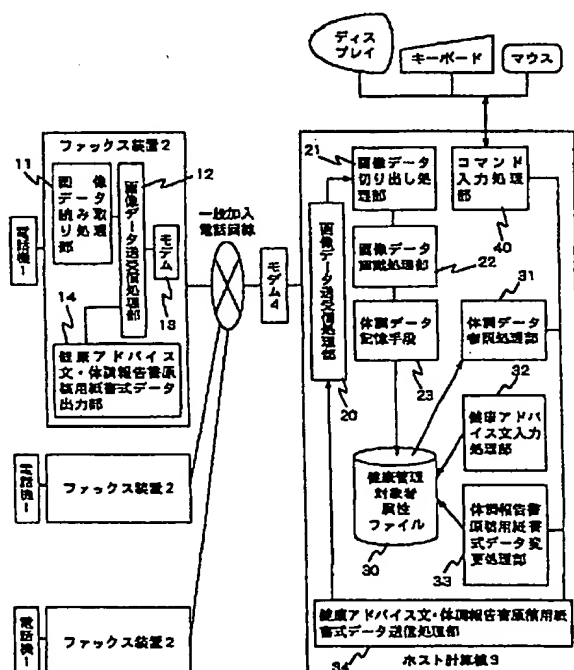 ディス
プレイ
キーボード
マウス
ファックス装置2
11
画像
データ
読み取
り処理
部
12
画像データ送受信処理部
モデム
13
14
健康アドバイス
文・体調報告書原
稿用紙書式データ
出力部
電話機1
一般加入
電話回線
モデム4
21
画像データ
切り出し処
理部
コマンド
入力処理
部
40
画像データ送受信処理部
20
画像データ
認識処理部
22
体調データ
記憶手段
23
31
体調データ
参照処理部
32
健康アドバ
イス文入力
処理部
健康管理
対象者
属性
ファイル
30
体調報告書
原稿用紙書
式データ変
更処理部
33
健康アドバイス文・体調報告書原稿用紙
書式データ送信処理部
34
ホスト計算機3
電話機1
ファックス装置2
電話機1
ファックス装置2